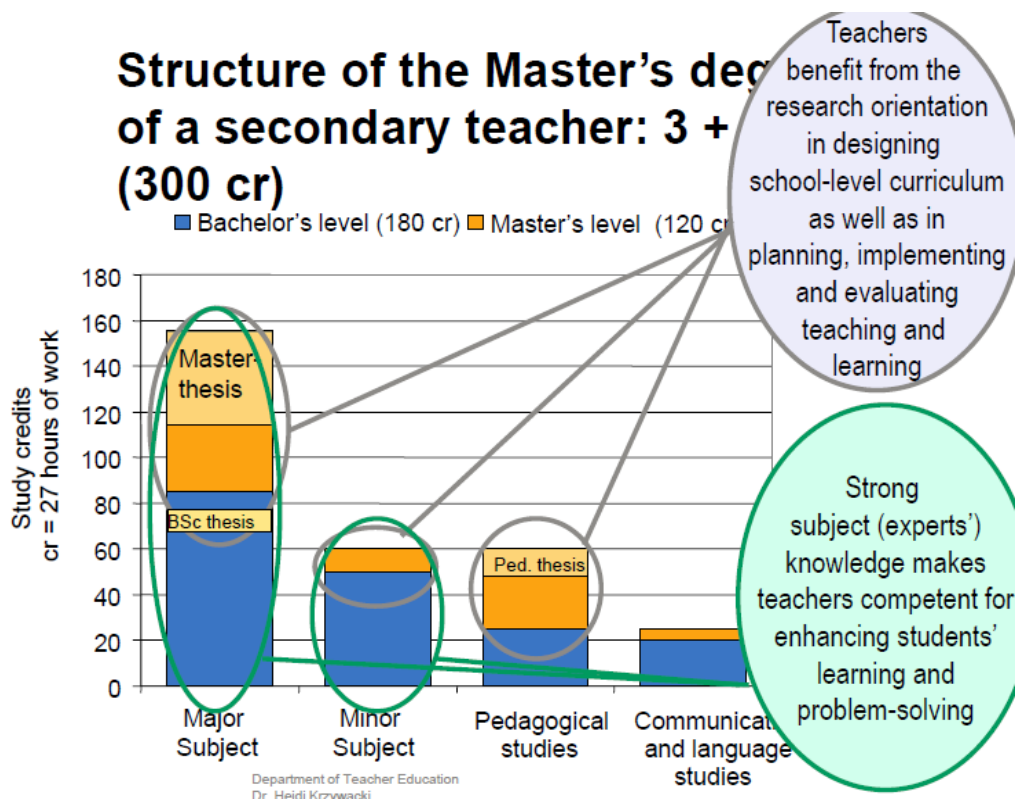 Structure of the Master's deg
of a secondary teacher: 3 +
(300 cr)
Bachelor's level (180 cr) Master's level (120 cr
Teachers
benefit from the
research orientation
in designing
school-level curriculum
as well as in
planning, implementing
and evaluating
teaching and
learning
Strong
subject (experts')
knowledge makes
teachers competent for
enhancing students'
learning and
problem-solving
Study credits
cr = 27 hours of work
180
160
140
120
100
80
60
40
20
0
Master-
thesis
BSc thesis
Ped. thesis
Major
Subject
Minor
Subject
Pedagogical
studies
Communicati
and language
studies
Department of Teacher Education
Dr. Heidi Krzywacki